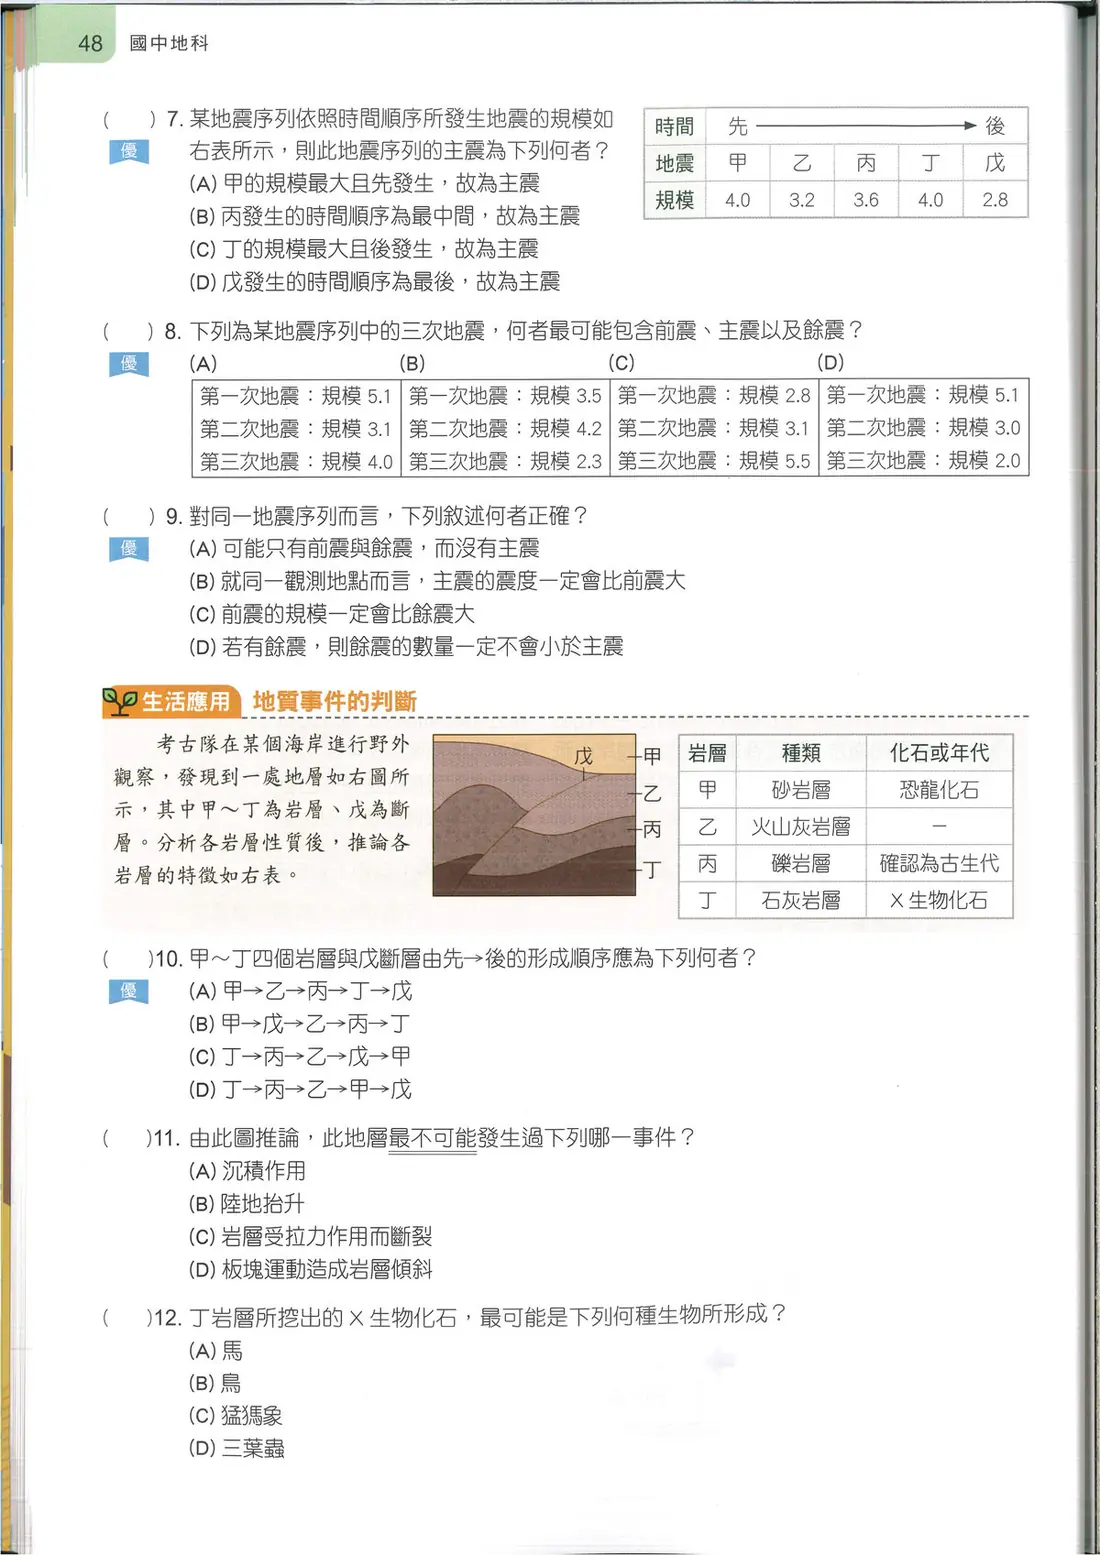 48 國中地科
( ) 7. 某地震序列依照時間順序所發生地震的規模如
優 右表所示，則此地震序列的主震為下列何者？
(A) 甲的規模最大且先發生，故為主震
(B) 丙發生的時間順序為最中間，故為主震
(C) 丁的規模最大且後發生，故為主震
(D) 戊發生的時間順序為最後，故為主震
時間 先 後
地震 甲 乙 丙 丁 戊
規模 4.0 3.2 3.6 4.0 2.8
( ) 8. 下列為某地震序列中的三次地震，何者最可能包含前震、主震以及餘震？
優 (A) (B) (C) (D)
第一次地震：規模 5.1 第一次地震：規模 3.5 第一次地震：規模 2.8 第一次地震：規模 5.1
第二次地震：規模 3.1 第二次地震：規模 4.2 第二次地震：規模 3.1 第二次地震：規模 3.0
第三次地震：規模 4.0 第三次地震：規模 2.3 第三次地震：規模 5.5 第三次地震：規模 2.0
( ) 9. 對同一地震序列而言，下列敘述何者正確？
優 (A) 可能只有前震與餘震，而沒有主震
(B) 就同一觀測地點而言，主震的震度一定會比前震大
(C) 前震的規模一定會比餘震大
(D) 若有餘震，則餘震的數量一定不會小於主震
生活應用 地質事件的判斷
考古隊在某個海岸進行野外
觀察，發現到一處地層如右圖所
示，其中甲～丁為岩層、戊為斷
層。分析各岩層性質後，推論各
岩層的特徵如右表。
戊
甲
乙
丙
丁
岩層 種類 化石或年代
甲 砂岩層 恐龍化石
乙 火山灰岩層 －
丙 礫岩層 確認為古生代
丁 石灰岩層 X 生物化石
( )10. 甲～丁四個岩層與戊斷層由先→後的形成順序應為下列何者？
優 (A) 甲→乙→丙→丁→戊
(B) 甲→戊→乙→丙→丁
(C) 丁→丙→乙→戊→甲
(D) 丁→丙→乙→甲→戊
( )11. 由此圖推論，此地層最不可能發生過下列哪一事件？
(A) 沉積作用
(B) 陸地抬升
(C) 岩層受拉力作用而斷裂
(D) 板塊運動造成岩層傾斜
( )12. 丁岩層所挖出的 X 生物化石，最可能是下列何種生物所形成？
(A) 馬
(B) 鳥
(C) 猛獁象
(D) 三葉蟲